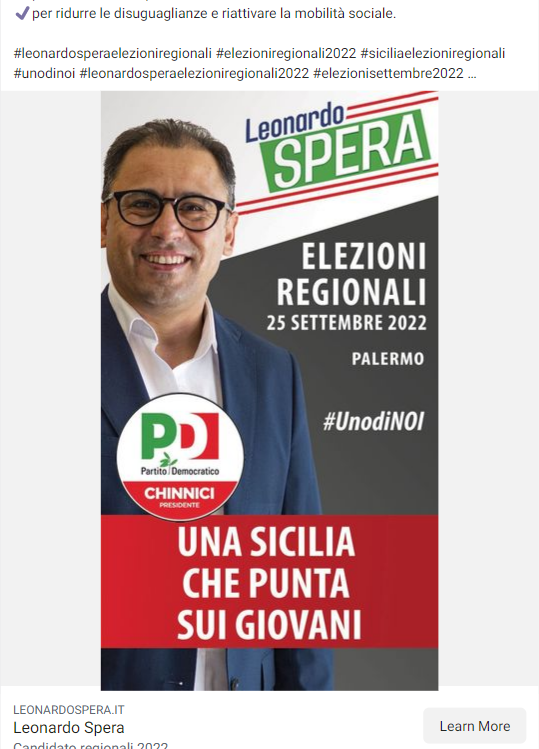 ✔per ridurre le disuguaglianze e riattivare la mobilità sociale.
#leonardosperaelezioniregionali #elezioniregionali2022 #siciliaelezioniregionali
#unodinoi #leonardosperaelezioniregionali2022 #elezionisettembre2022 ...
Leonardo
SPERA
ELEZIONI
REGIONALI
25 SETTEMBRE 2022
PALERMO
#UnodiNOI
PD
Partito Democratico
CHINNICI
PRESIDENTE
UNA SICILIA
CHE PUNTA
SUI GIOVANI
LEONARDOSPERA.IT
Leonardo Spera
Learn More
Candidato regionali 2022